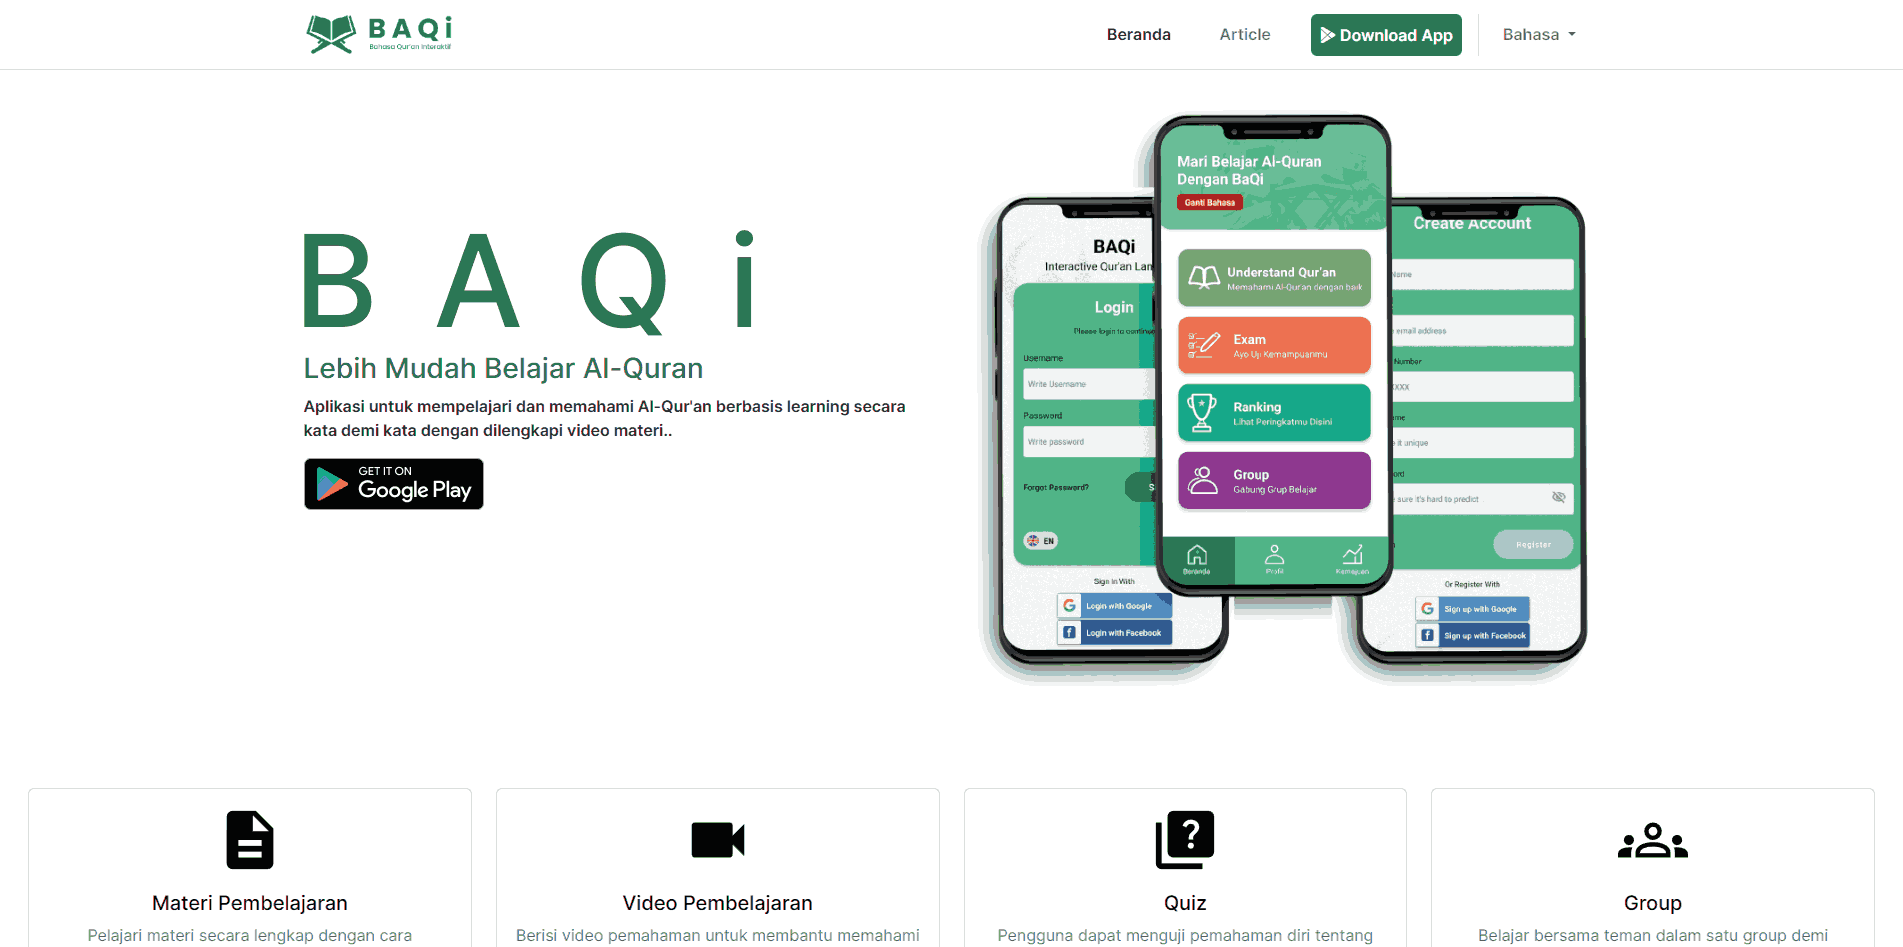 BAQi
Bahasa Qur'an Interaktif
Beranda
Article
Download App
Bahasa
BAQi
Lebih Mudah Belajar Al-Quran
Aplikasi untuk mempelajari dan memahami Al-Qur'an berbasis learning secara
kata demi kata dengan dilengkapi video materi..
GET IT ON
Google Play
BAQi
Interactive Qur'an Lan
Login
Please login to continue
Username
Write Username
Password
Write password
Forgot Password?
S
EN
Sign In With
Login with Google
Login with Facebook
Mari Belajar Al-Quran
Dengan BaQi
Ganti Bahasa
Understand Qur'an
Memahami Al-Qur'an dengan baik
Exam
Ayo Uji Kemampuanmu
Ranking
Lihat Peringkatmu Disini
Group
Gabung Grup Belajar
Beranda
Profil
Kemajuan
Create Account
Name
email address
Number
XXXX
me
it unique
ord
sure it's hard to predict
Register
Or Register With
Sign up with Google
Sign up with Facebook
Materi Pembelajaran
Pelajari materi secara lengkap dengan cara
Video Pembelajaran
Berisi video pemahaman untuk membantu memahami
Quiz
Pengguna dapat menguji pemahaman diri tentang
Group
Belajar bersama teman dalam satu group demi